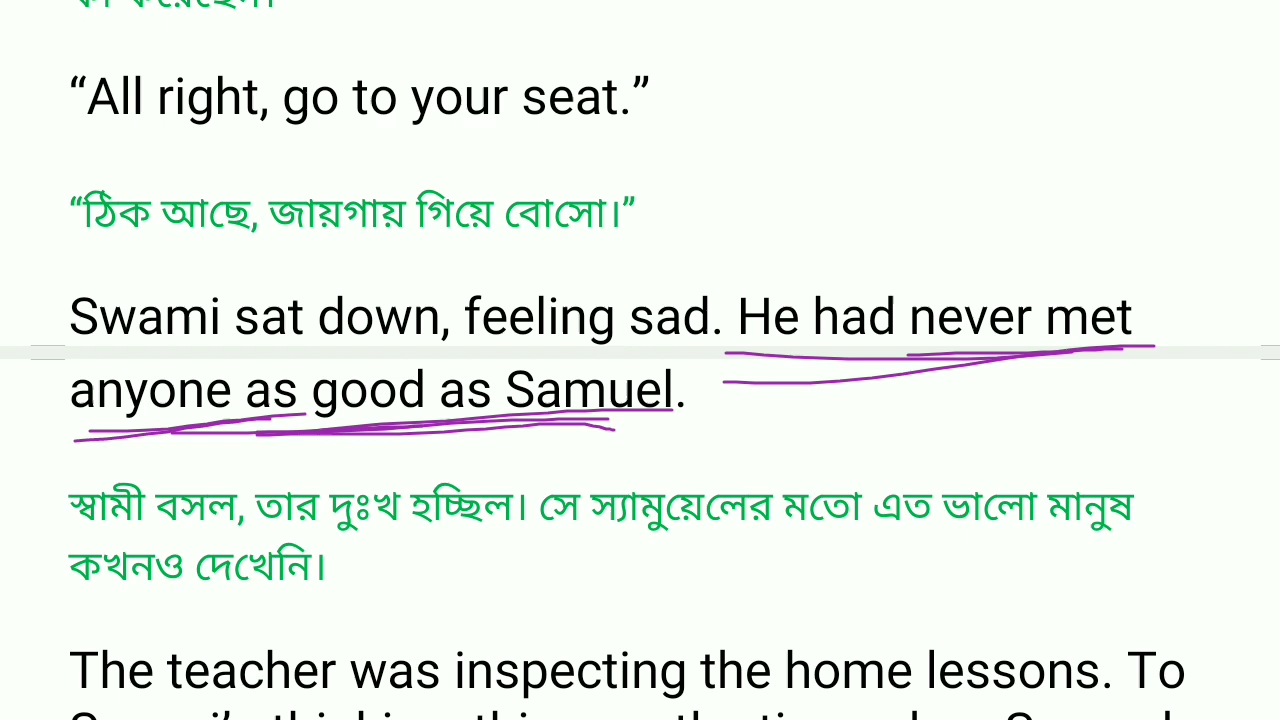 “All right, go to your seat.”
“ঠিক আছে, জায়গায় গিয়ে বোসো।”
Swami sat down, feeling sad. He had never met
anyone as good as Samuel.
স্বামী বসল, তার দুঃখ হচ্ছিল। সে স্যামুয়েলের মতো এত ভালো মানুষ
কখনও দেখেনি।
The teacher was inspecting the home lessons. To